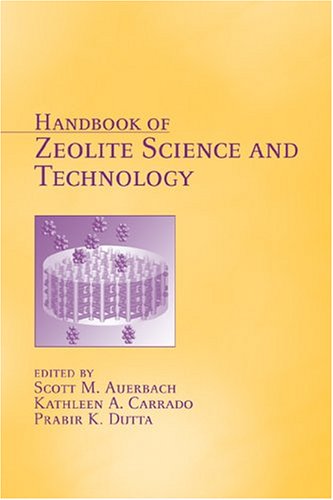 HANDBOOK OF
ZEOLITE SCIENCE AND
TECHNOLOGY
EDITED BY
SCOTT M. AUERBACH
KATHLEEN A. CARRADO
PRABIR K. DUTTA